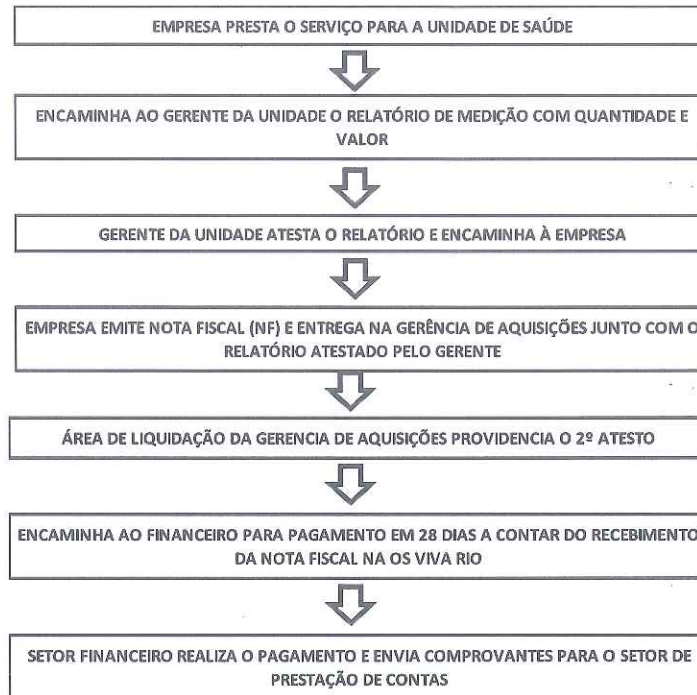 EMPRESA PRESTA O SERVIÇO PARA A UNIDADE DE SAÚDE
ENCAMINHA AO GERENTE DA UNIDADE O RELATÓRIO DE MEDIÇÃO COM QUANTIDADE E
VALOR
GERENTE DA UNIDADE ATESTA O RELATÓRIO E ENCAMINHA À EMPRESA
EMPRESA EMITE NOTA FISCAL (NF) E ENTREGA NA GERÊNCIA DE AQUISIÇÕES JUNTO COM O
RELATÓRIO ATESTADO PELO GERENTE
ÁREA DE LIQUIDAÇÃO DA GERENCIA DE AQUISIÇÕES PROVIDENCIA O 2º ATESTO
ENCAMINHA AO FINANCEIRO PARA PAGAMENTO EM 28 DIAS A CONTAR DO RECEBIMENTO
DA NOTA FISCAL NA OS VIVA RIO
SETOR FINANCEIRO REALIZA O PAGAMENTO E ENVIA COMPROVANTES PARA O SETOR DE
PRESTAÇÃO DE CONTAS